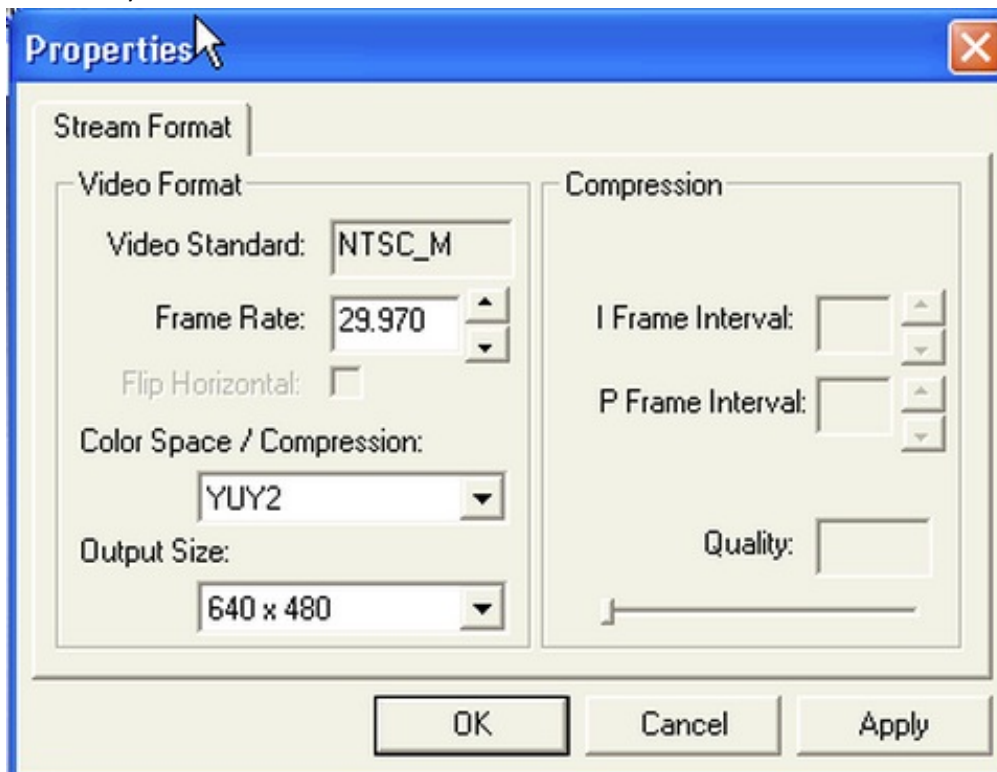 Properties
Stream Format
Video Format
Video Standard: NTSC_M
Frame Rate: 29.970
Flip Horizontal:
Color Space / Compression:
YUY2
Output Size:
640 x 480
Compression
I Frame Interval:
P Frame Interval:
Quality:
OK Cancel Apply